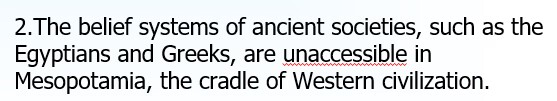 2.The belief systems of ancient societies, such as the
Egyptians and Greeks, are unaccessible in
Mesopotamia, the cradle of Western civilization.